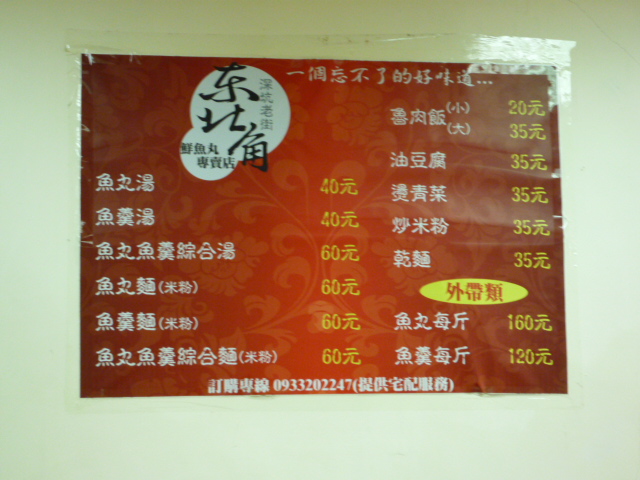 一個忘不了的好味道...
东北角
深坑老街
鮮魚丸
專賣店
魚丸湯 40元
魚羹湯 40元
魚丸魚羹綜合湯 60元
魚丸麵(米粉) 60元
魚羹麵(米粉) 60元
魚丸魚羹綜合麵(米粉) 60元
魯肉飯(小) 20元
(大) 35元
油豆腐 35元
燙青菜 35元
炒米粉 35元
乾麵 35元
外帶類
魚丸每斤 160元
魚羹每斤 120元
訂購專線 0933202247(提供宅配服務)